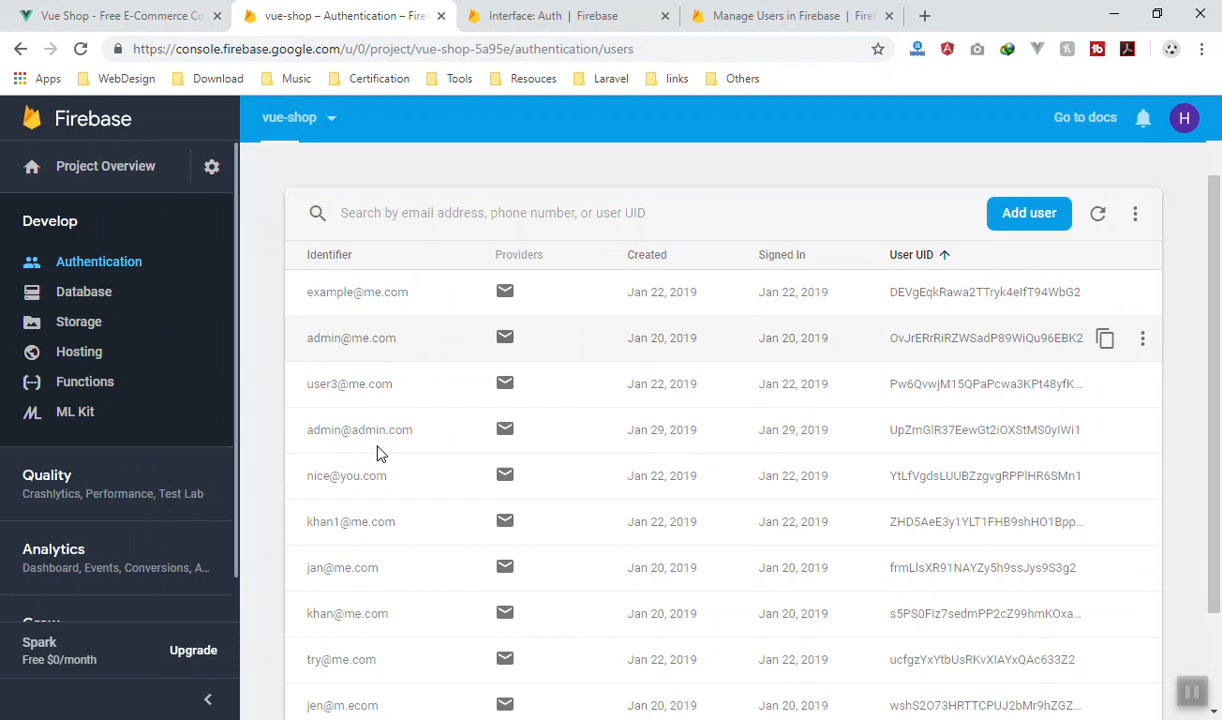 Vue Shop - Free E-Commerce Co
vue-shop – Authentication – Fire
Interface: Auth | Firebase
Manage Users in Firebase | Fire
https://console.firebase.google.com/u/0/project/vue-shop-5a95e/authentication/users
Apps
WebDesign
Download
Music
Certification
Tools
Resouces
Laravel
links
Others
Firebase
vue-shop
Go to docs
H
Project Overview
Develop
Authentication
Database
Storage
Hosting
Functions
ML Kit
Quality
Crashlytics, Performance, Test Lab
Analytics
Dashboard, Events, Conversions, A...
Spark
Free $0/month
Upgrade
Search by email address, phone number, or user UID
Add user
Identifier Providers Created Signed In User UID
example@me.com Jan 22, 2019 Jan 22, 2019 DEVgEqkRawa2TTryk4eIfT94WbG2
admin@me.com Jan 20, 2019 Jan 20, 2019 OvJrERrRiRZWSadP89WiQu96EBK2
user3@me.com Jan 22, 2019 Jan 22, 2019 Pw6QvwjM15QPaPcwa3KPt48yfK...
admin@admin.com Jan 29, 2019 Jan 29, 2019 UpZmGlR37EewGt2iOXStMS0yIWi1
nice@you.com Jan 22, 2019 Jan 22, 2019 YtLfVgdsLUUBZzgvgRPPlHR6SMn1
khan1@me.com Jan 22, 2019 Jan 22, 2019 ZHD5AeE3y1YLT1FHB9shHO1Bpp...
jan@me.com Jan 20, 2019 Jan 20, 2019 frmLlsXR91NAYZy5h9ssJys9S3g2
khan@me.com Jan 20, 2019 Jan 20, 2019 s5PS0FIz7sedmPP2cZ99hmKOxa...
try@me.com Jan 22, 2019 Jan 22, 2019 ucfgzYxYtbUsRKvXIAYxQAc633Z2
jen@m.ecom Jan 20, 2019 Jan 20, 2019 wshS2O73HRTTCPUJ2bMr9hZGZ...